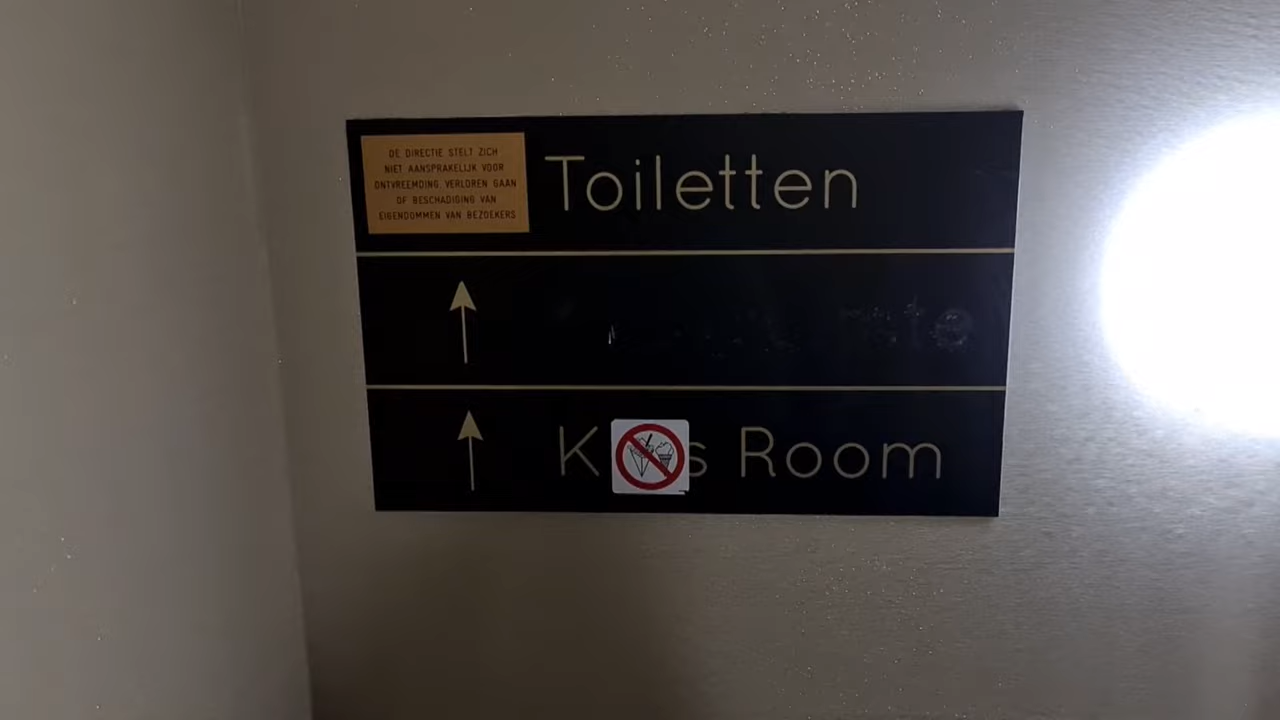 DE DIRECTIE STELT ZICH
NIET AANSPRAKELIJK VOOR
ONTVREEMDING VERLOREN GAAN
OF BESCHADIGING VAN
EIGENDOMMEN VAN BEZOEKERS
Toiletten
K s Room